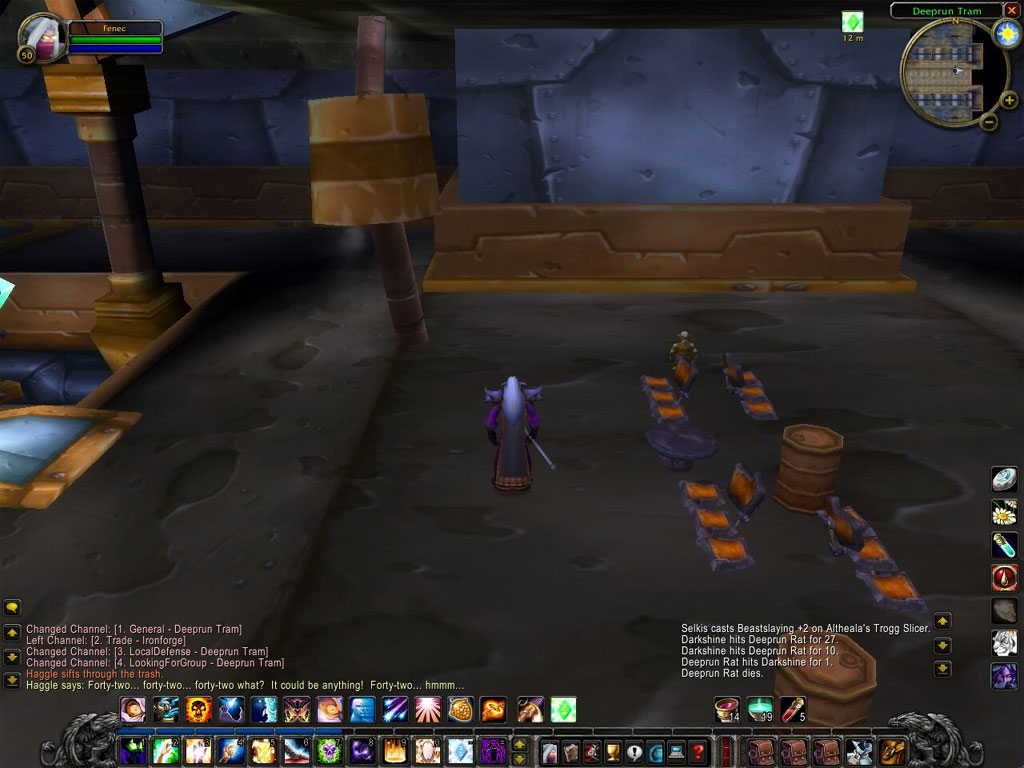 Fenec
50
12 m
Deeprun Tram
N
Changed Channel: [1. General - Deeprun Tram]
Left Channel: [2. Trade - Ironforge]
Changed Channel: [3. LocalDefense - Deeprun Tram]
Changed Channel: [4. LookingForGroup - Deeprun Tram]
Haggle sifts through the trash.
Haggle says: Forty-two... forty-two... forty-two what? It could be anything! Forty-two... hmmm...
Selkis casts Beastslaying +2 on Altheala's Trogg Slicer.
Darkshine hits Deeprun Rat for 27.
Darkshine hits Deeprun Rat for 10.
Deeprun Rat hits Darkshine for 1.
Deeprun Rat dies.
14 19 5